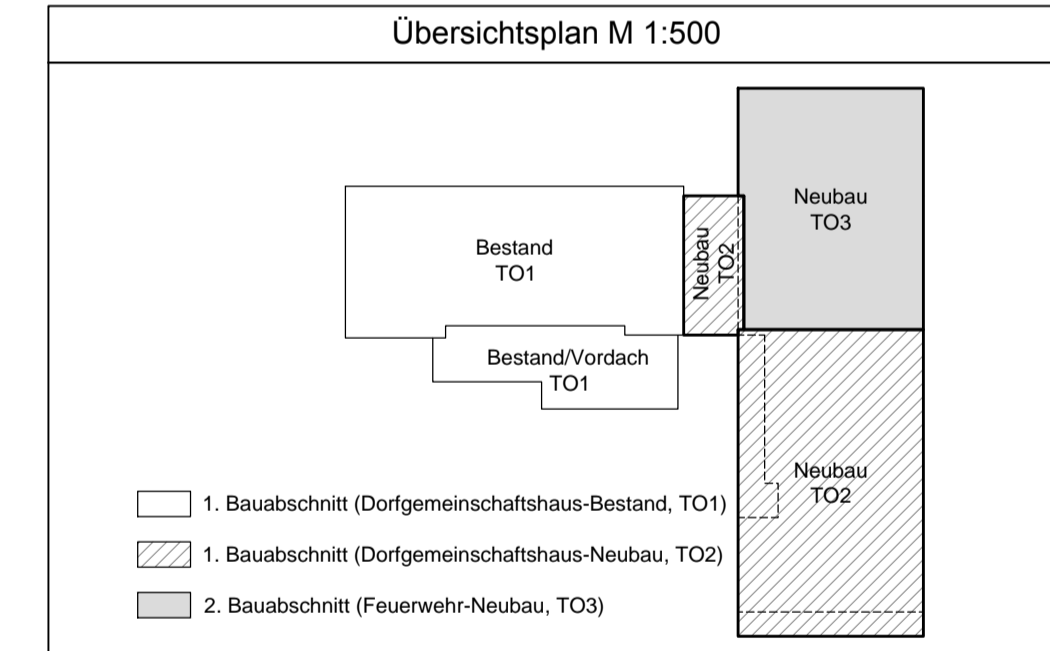 Übersichtsplan M 1:500
Neubau
TO3
Bestand
TO1
Neubau
TO2
Bestand/Vordach
TO1
Neubau
TO2
1. Bauabschnitt (Dorfgemeinschaftshaus-Bestand, TO1)
1. Bauabschnitt (Dorfgemeinschaftshaus-Neubau, TO2)
2. Bauabschnitt (Feuerwehr-Neubau, TO3)